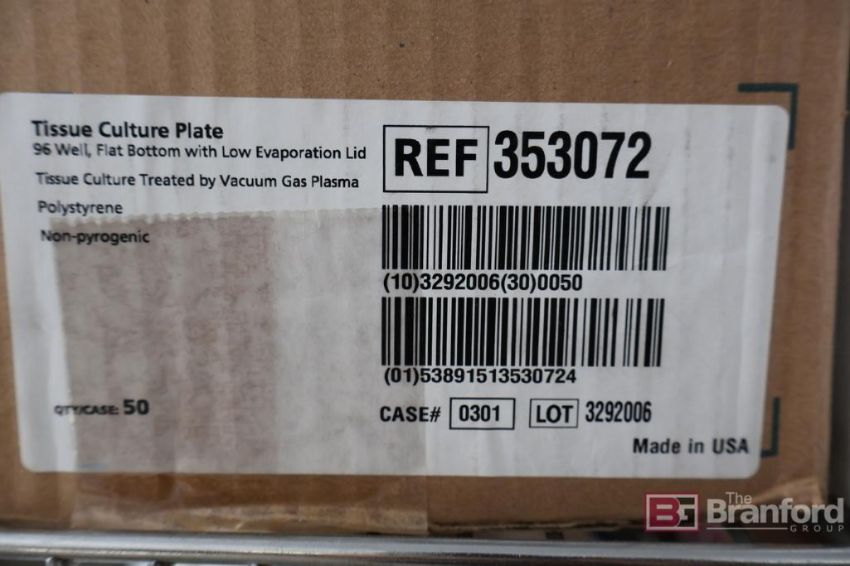 Tissue Culture Plate
96 Well, Flat Bottom with Low Evaporation Lid
Tissue Culture Treated by Vacuum Gas Plasma
Polystyrene
Non-pyrogenic
QTY/CASE: 50
REF 353072
(10)3292006(30)0050
(01)53891513530724
CASE# 0301 LOT 3292006
Made in USA
BG The Branford GROUP